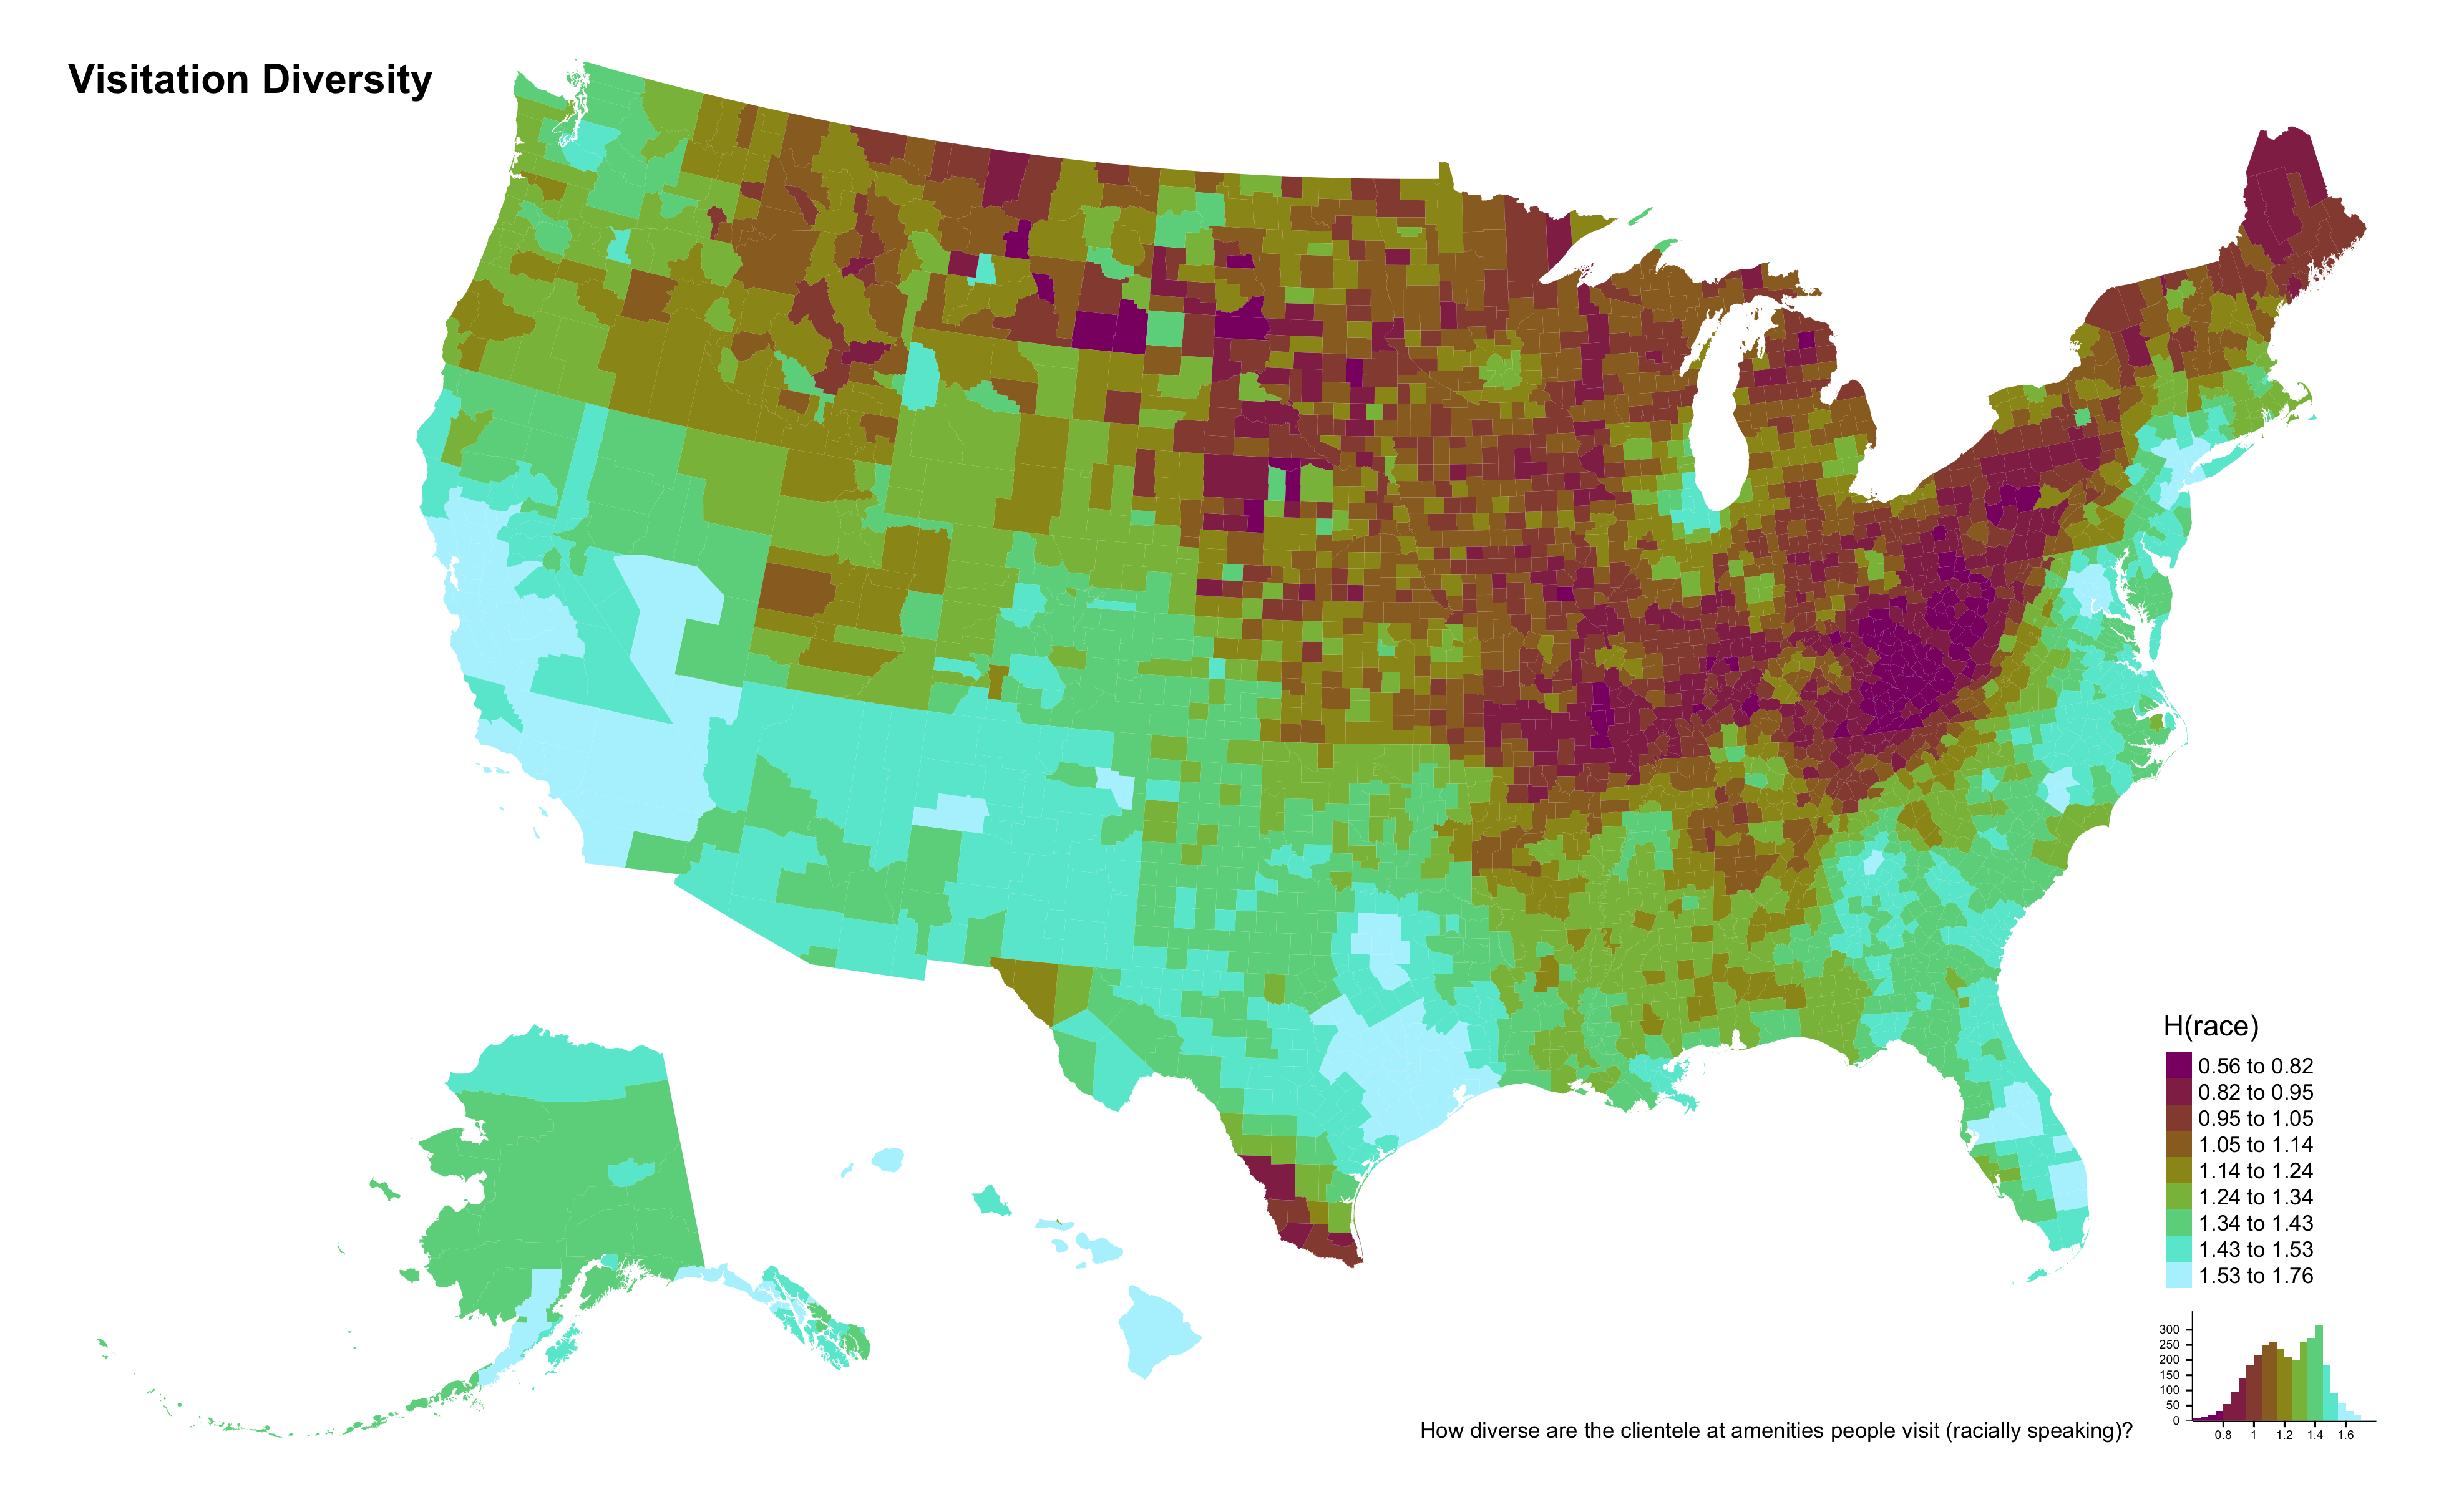 Visitation Diversity
H(race)
0.56 to 0.82
0.82 to 0.95
0.95 to 1.05
1.05 to 1.14
1.14 to 1.24
1.24 to 1.34
1.34 to 1.43
1.43 to 1.53
1.53 to 1.76
300
250
200
150
100
50
0
0.8 1 1.2 1.4 1.6
How diverse are the clientele at amenities people visit (racially speaking)?